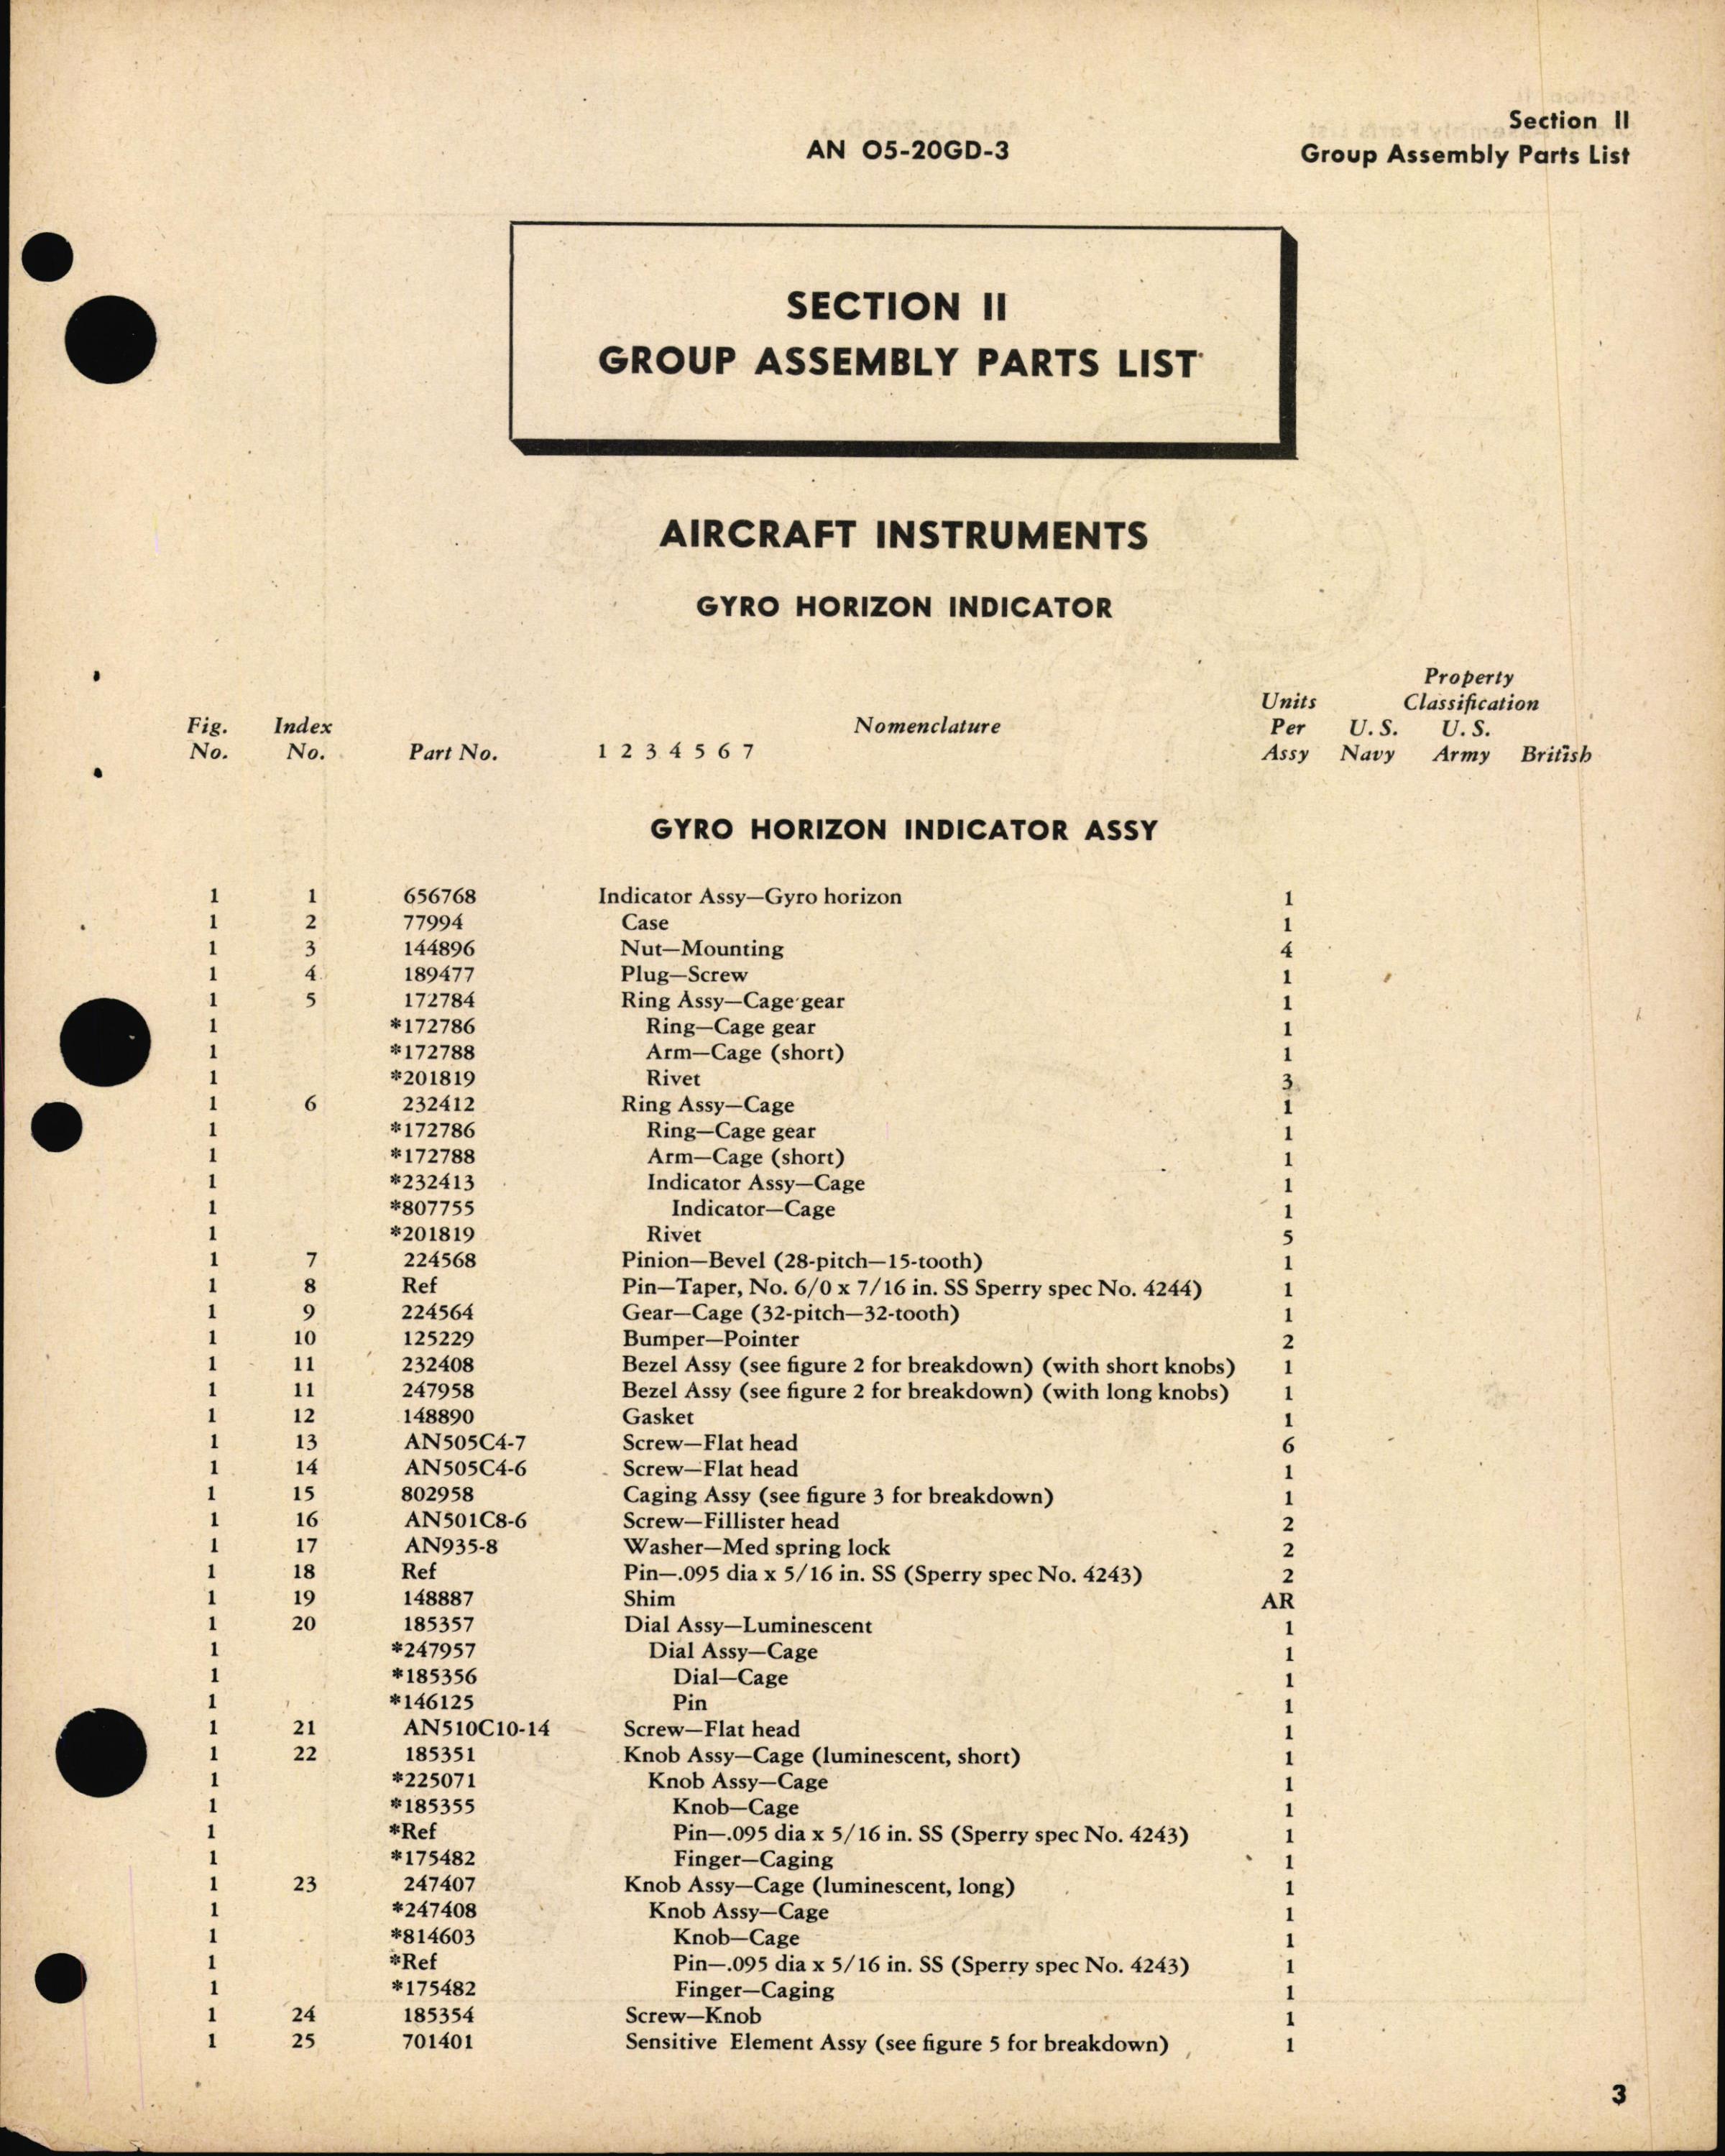 AN O5-20GD-3
Section II
Group Assembly Parts List
SECTION II
GROUP ASSEMBLY PARTS LIST
AIRCRAFT INSTRUMENTS
GYRO HORIZON INDICATOR
Property
Units Classification
Fig. Index Nomenclature Per U.S. U.S.
No. No. Part No. 1 2 3 4 5 6 7 Assy Navy Army British
GYRO HORIZON INDICATOR ASSY
1 1 656768 Indicator Assy—Gyro horizon 1
1 2 77994 Case 1
1 3 144896 Nut—Mounting 4
1 4 189477 Plug—Screw 1
1 5 172784 Ring Assy—Cage gear 1
1 *172786 Ring—Cage gear 1
1 *172788 Arm—Cage (short) 1
1 *201819 Rivet 3
1 6 232412 Ring Assy—Cage 1
1 *172786 Ring—Cage gear 1
1 *172788 Arm—Cage (short) 1
1 *232413 Indicator Assy—Cage 1
1 *807755 Indicator—Cage 1
1 *201819 Rivet 5
1 7 224568 Pinion—Bevel (28-pitch—15-tooth) 1
1 8 Ref Pin—Taper, No. 6/0 x 7/16 in. SS Sperry spec No. 4244) 1
1 9 224564 Gear—Cage (32-pitch—32-tooth) 1
1 10 125229 Bumper—Pointer 2
1 11 232408 Bezel Assy (see figure 2 for breakdown) (with short knobs) 1
1 11 247958 Bezel Assy (see figure 2 for breakdown) (with long knobs) 1
1 12 148890 Gasket 1
1 13 AN505C4-7 Screw—Flat head 6
1 14 AN505C4-6 Screw—Flat head 1
1 15 802958 Caging Assy (see figure 3 for breakdown) 1
1 16 AN501C8-6 Screw—Fillister head 2
1 17 AN935-8 Washer—Med spring lock 2
1 18 Ref Pin—.095 dia x 5/16 in. SS (Sperry spec No. 4243) 2
1 19 148887 Shim AR
1 20 185357 Dial Assy—Luminescent 1
1 *247957 Dial Assy—Cage 1
1 *185356 Dial—Cage 1
1 *146125 Pin 1
1 21 AN510C10-14 Screw—Flat head 1
1 22 185351 Knob Assy—Cage (luminescent, short) 1
1 *225071 Knob Assy—Cage 1
1 *185355 Knob—Cage 1
1 *Ref Pin—.095 dia x 5/16 in. SS (Sperry spec No. 4243) 1
1 *175482 Finger—Caging 1
1 23 247407 Knob Assy—Cage (luminescent, long) 1
1 *247408 Knob Assy—Cage 1
1 *814603 Knob—Cage 1
1 *Ref Pin—.095 dia x 5/16 in. SS (Sperry spec No. 4243) 1
1 *175482 Finger—Caging 1
1 24 185354 Screw—Knob 1
1 25 701401 Sensitive Element Assy (see figure 5 for breakdown) 1
3